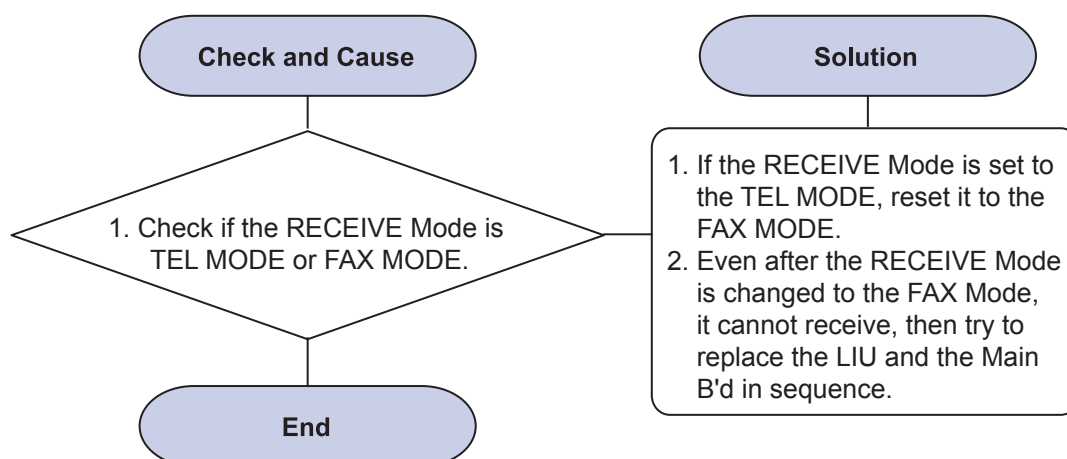 Check and Cause
1. Check if the RECEIVE Mode is
TEL MODE or FAX MODE.
End
Solution
1. If the RECEIVE Mode is set to
the TEL MODE, reset it to the
FAX MODE.
2. Even after the RECEIVE Mode
is changed to the FAX Mode,
it cannot receive, then try to
replace the LIU and the Main
B'd in sequence.